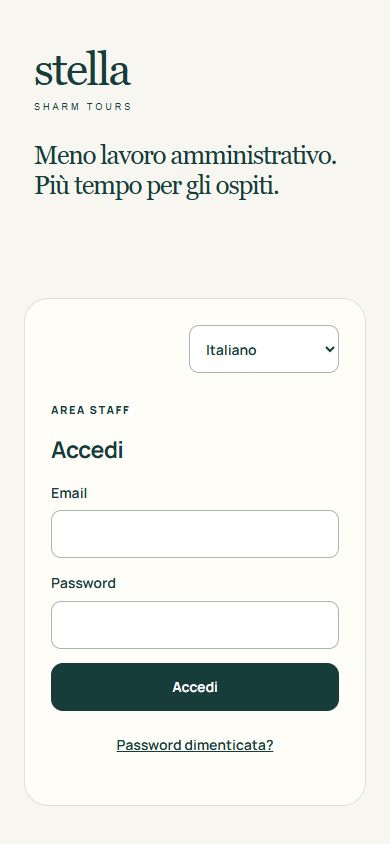 stella
SHARM TOURS
Meno lavoro amministrativo.
Più tempo per gli ospiti.
Italiano
AREA STAFF
Accedi
Email
Password
Accedi
Password dimenticata?